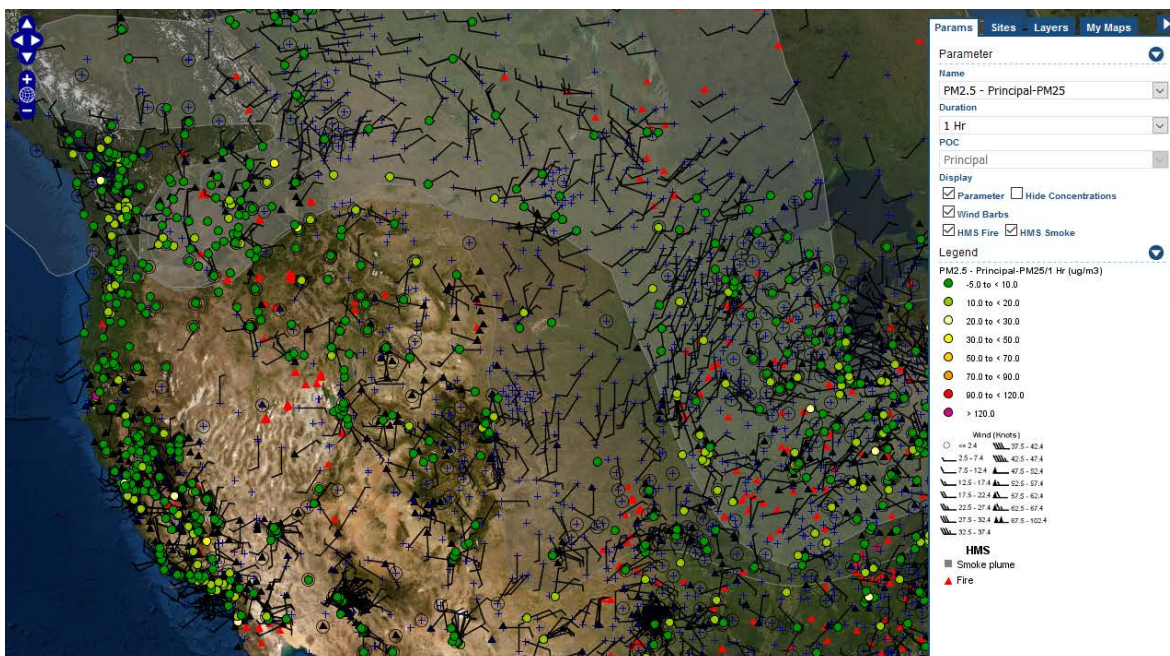 Params Sites Layers My Maps
Parameter
Name
PM2.5 - Principal-PM25
Duration
1 Hr
POC
Principal
Display
Parameter Hide Concentrations
Wind Barbs
HMS Fire HMS Smoke
Legend
PM2.5 - Principal-PM25/1 Hr (ug/m3)
-5.0 to < 10.0
10.0 to < 20.0
20.0 to < 30.0
30.0 to < 50.0
50.0 to < 70.0
70.0 to < 90.0
90.0 to < 120.0
> 120.0
Wind (Knots)
<= 2.4 37.5 - 42.4
2.5 - 7.4 42.5 - 47.4
7.5 - 12.4 47.5 - 52.4
12.5 - 17.4 52.5 - 57.4
17.5 - 22.4 57.5 - 62.4
22.5 - 27.4 62.5 - 67.4
27.5 - 32.4 67.5 - 102.4
32.5 - 37.4
HMS
Smoke plume
Fire